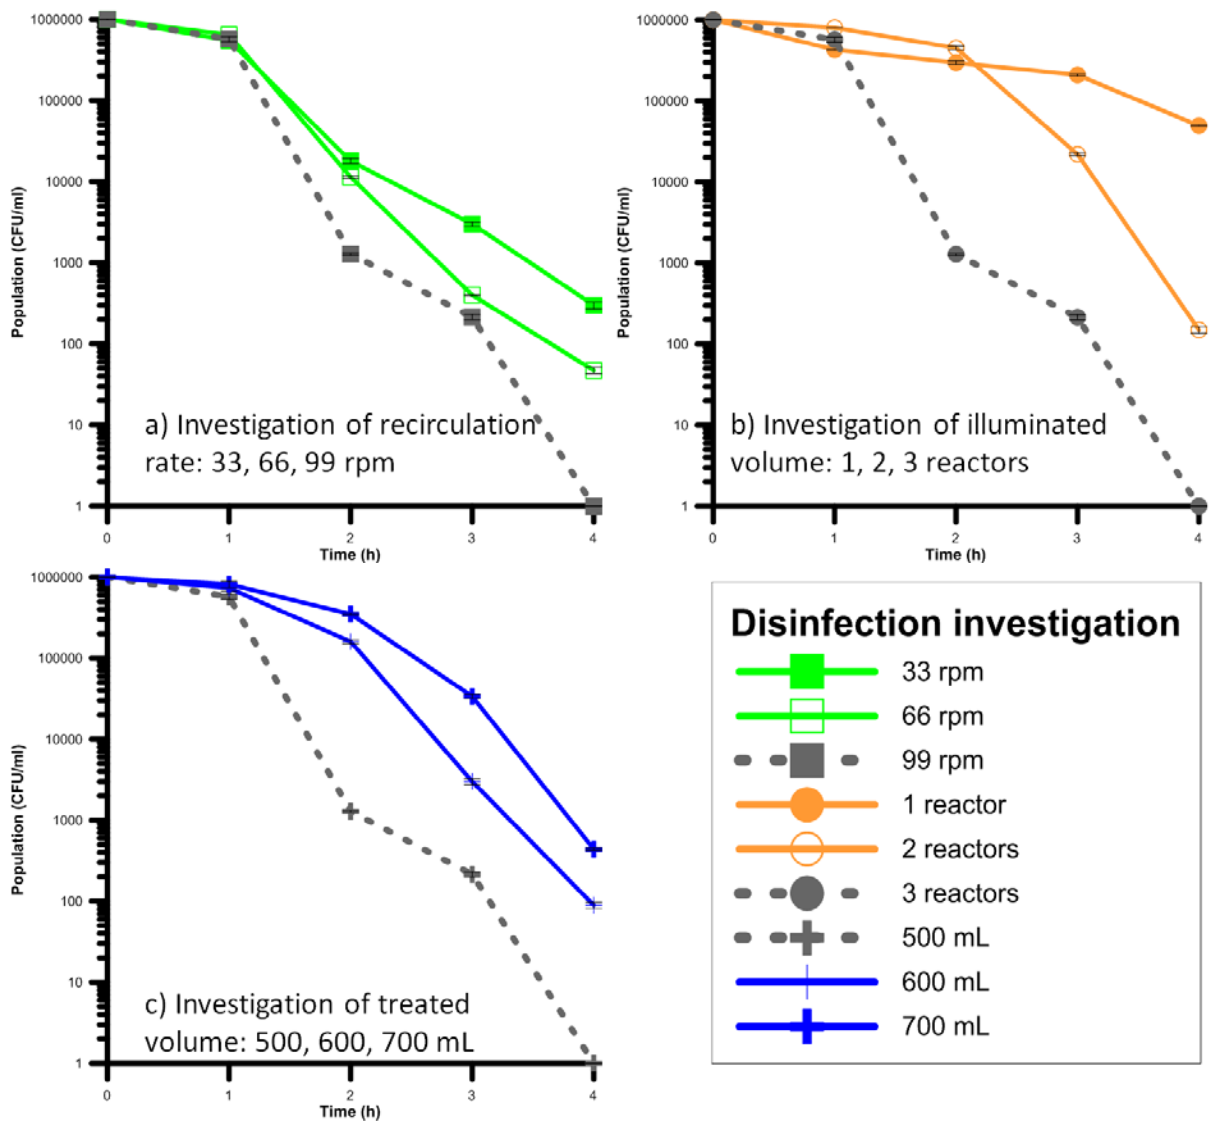 1000000
100000
10000
1000
100
10
1
Population (CFU/ml)
a) Investigation of recirculation
rate: 33, 66, 99 rpm
0 1 2 3 4
Time (h)
1000000
100000
10000
1000
100
10
1
Population (CFU/ml)
b) Investigation of illuminated
volume: 1, 2, 3 reactors
0 1 2 3 4
Time (h)
1000000
100000
10000
1000
100
10
1
Population (CFU/ml)
c) Investigation of treated
volume: 500, 600, 700 mL
0 1 2 3 4
Time (h)
Disinfection investigation
33 rpm
66 rpm
99 rpm
1 reactor
2 reactors
3 reactors
500 mL
600 mL
700 mL